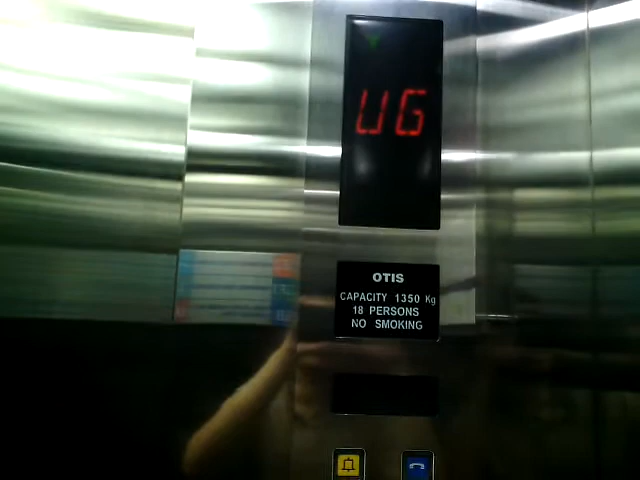 UG
OTIS
CAPACITY 1350 Kg
18 PERSONS
NO SMOKING